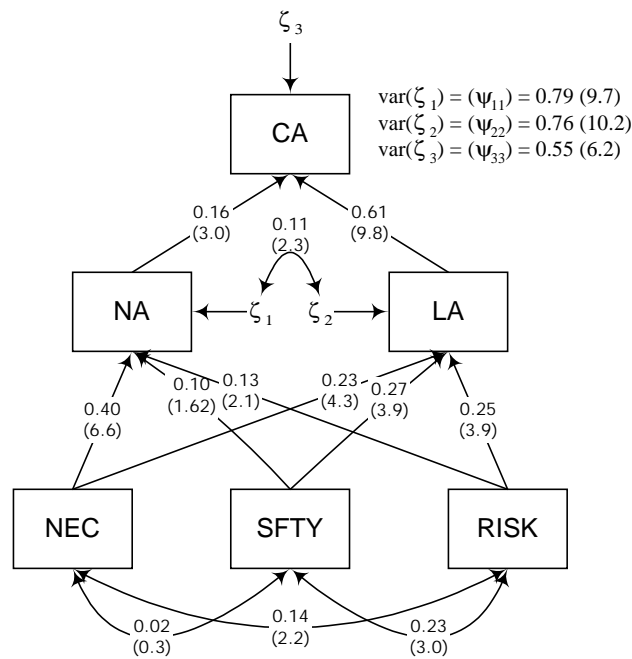 ζ₃
CA
var(ζ₁) = (ψ₁₁) = 0.79 (9.7)
var(ζ₂) = (ψ₂₂) = 0.76 (10.2)
var(ζ₃) = (ψ₃₃) = 0.55 (6.2)
0.16
(3.0)
0.11
(2.3)
0.61
(9.8)
NA
ζ₁
ζ₂
LA
0.40
(6.6)
0.10
(1.62)
0.13
(2.1)
0.23
(4.3)
0.27
(3.9)
0.25
(3.9)
NEC
SFTY
RISK
0.02
(0.3)
0.14
(2.2)
0.23
(3.0)